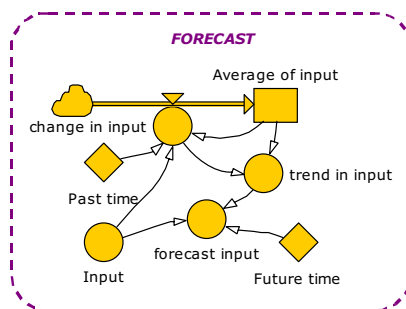 FORECAST
Average of input
change in input
trend in input
Past time
forecast input
Input
Future time